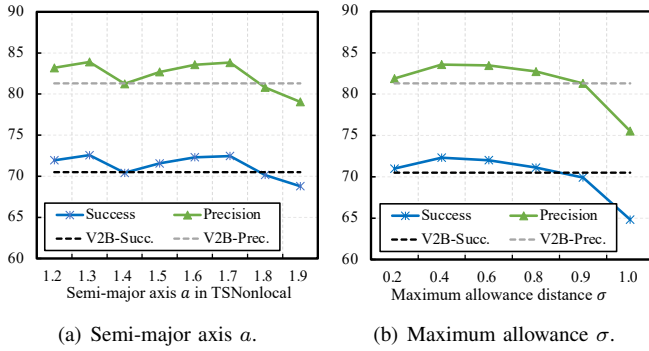 90
85
80
75
70
65
60
Success
Precision
V2B-Succ.
V2B-Prec.
1.2 1.3 1.4 1.5 1.6 1.7 1.8 1.9
Semi-major axis a in TSNonlocal
(a) Semi-major axis a.
90
85
80
75
70
65
60
Success
Precision
V2B-Succ.
V2B-Prec.
0.2 0.4 0.6 0.8 0.9 1.0
Maximum allowance distance σ
(b) Maximum allowance σ.